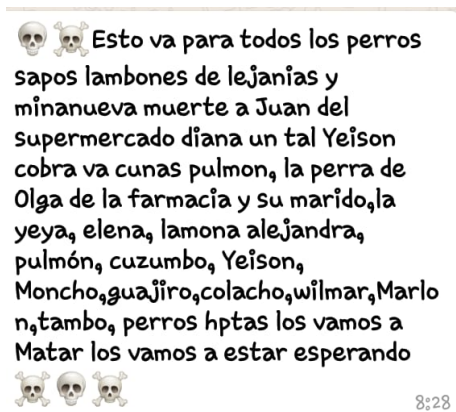 💀☠️Esto va para todos los perros
sapos lambones de lejanias y
minanueva muerte a Juan del
supermercado diana un tal Yeison
cobra va cunas pulmon, la perra de
Olga de la farmacia y su marido,la
yeya, elena, lamona alejandra,
pulmón, cuzumbo, Yeison,
Moncho,guajiro,colacho,wilmar,Marlo
n,tambo, perros hptas los vamos a
Matar los vamos a estar esperando
☠️💀☠️
8:28